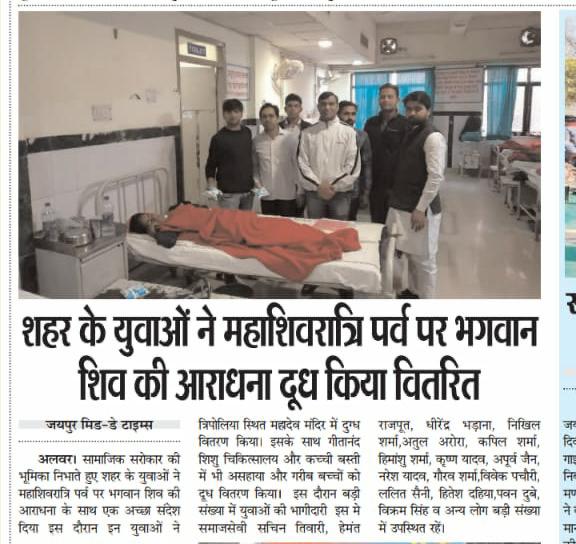 TOILET
शहर के युवाओं ने महाशिवरात्रि पर्व पर भगवान
शिव की आराधना दूध किया वितरित
जयपुर मिड-डे टाइम्स
अलवर। सामाजिक सरोकार की
भूमिका निभाते हुए शहर के युवाओं ने
महाशिवरात्रि पर्व पर भगवान शिव की
आराधना के साथ एक अच्छा संदेश
दिया इस दौरान इन युवाओं ने
त्रिपोलिया स्थित महादेव मंदिर में दुग्ध
वितरण किया। इसके साथ गीतानंद
शिशु चिकित्सालय और कच्ची बस्ती
में भी असहाया और गरीब बच्चों को
दूध वितरण किया। इस दौरान बड़ी
संख्या में युवाओं की भागीदारी इस मे
समाजसेवी सचिन तिवारी, हेमंत
राजपूत, धीरेंद्र भड़ाना, निखिल
शर्मा,अतुल अरोरा, कपिल शर्मा,
हिमांशु शर्मा, कृष्ण यादव, अपूर्व जैन,
नरेश यादव, गौरव शर्मा,विवेक पचौरी,
ललित सैनी, हितेश दहिया,पवन दुबे,
विक्रम सिंह व अन्य लोग बड़ी संख्या
में उपस्थित रहें।